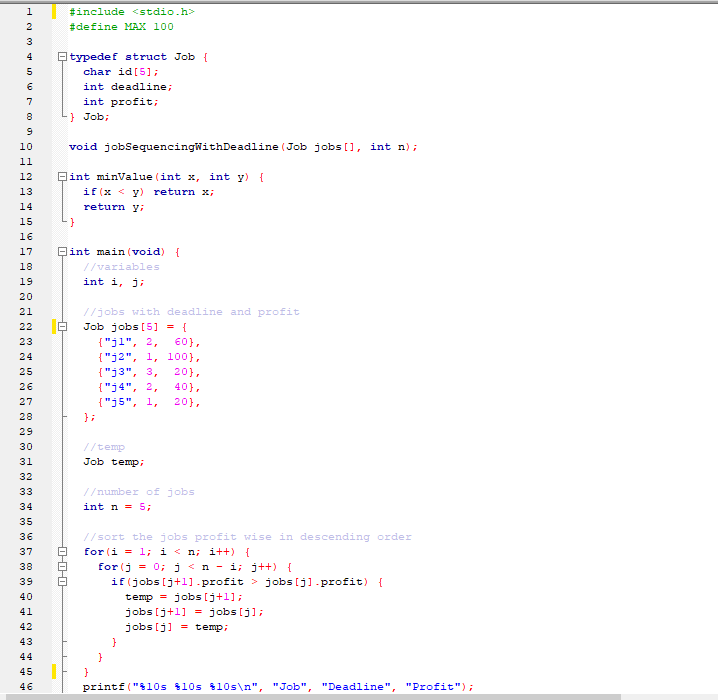 1 #include <stdio.h>
2 #define MAX 100
3
4 typedef struct Job {
5 char id[5];
6 int deadline;
7 int profit;
8 } Job;
9
10 void jobSequencingWithDeadline(Job jobs[], int n);
11
12 int minValue(int x, int y) {
13 if(x < y) return x;
14 return y;
15 }
16
17 int main(void) {
18 //variables
19 int i, j;
20
21 //jobs with deadline and profit
22 Job jobs[5] = {
23 {"j1", 2, 60},
24 {"j2", 1, 100},
25 {"j3", 3, 20},
26 {"j4", 2, 40},
27 {"j5", 1, 20},
28 };
29
30 //temp
31 Job temp;
32
33 //number of jobs
34 int n = 5;
35
36 //sort the jobs profit wise in descending order
37 for(i = 1; i < n; i++) {
38 for(j = 0; j < n - i; j++) {
39 if(jobs[j+1].profit > jobs[j].profit) {
40 temp = jobs[j+1];
41 jobs[j+1] = jobs[j];
42 jobs[j] = temp;
43 }
44 }
45 }
46 printf("%10s %10s %10s\n", "Job", "Deadline", "Profit");